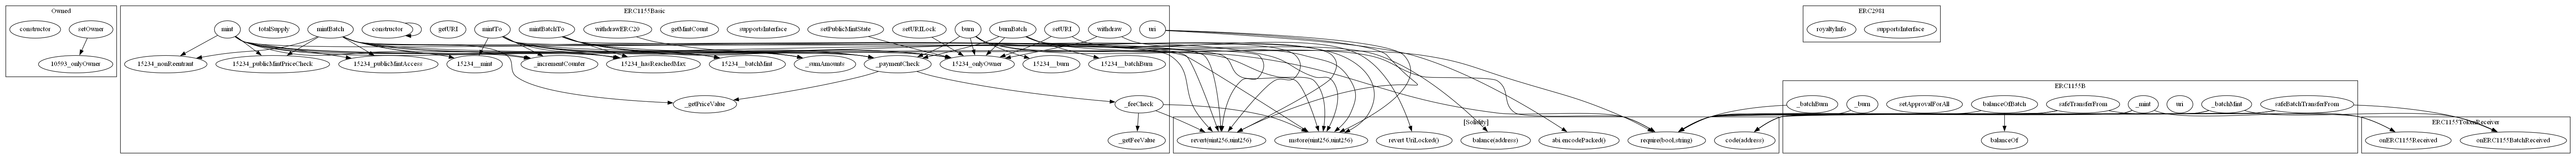 Owned
constructor
setOwner
10593_onlyOwner
ERC1155Basic
mint
totalSupply
mintBatch
constructor
getURI
mintTo
mintBatchTo
withdrawERC20
getMintCount
supportsInterface
setPublicMintState
setURILock
burn
burnBatch
setURI
withdraw
uri
15234_nonReentrant
15234_publicMintPriceCheck
15234_publicMintAccess
15234__mint
_incrementCounter
15234_hasReachedMax
15234__batchMint
_sumAmounts
_paymentCheck
15234_onlyOwner
15234__burn
15234__batchBurn
_getPriceValue
_feeCheck
_getFeeValue
[Solidity]
revert(uint256,uint256)
mstore(uint256,uint256)
revert UriLocked()
balance(address)
abi.encodePacked()
require(bool,string)
code(address)
ERC2981
royaltyInfo
supportsInterface
ERC1155B
_batchBurn
_burn
setApprovalForAll
balanceOfBatch
safeTransferFrom
_mint
uri
_batchMint
safeBatchTransferFrom
balanceOf
ERC1155TokenReceiver
onERC1155Received
onERC1155BatchReceived